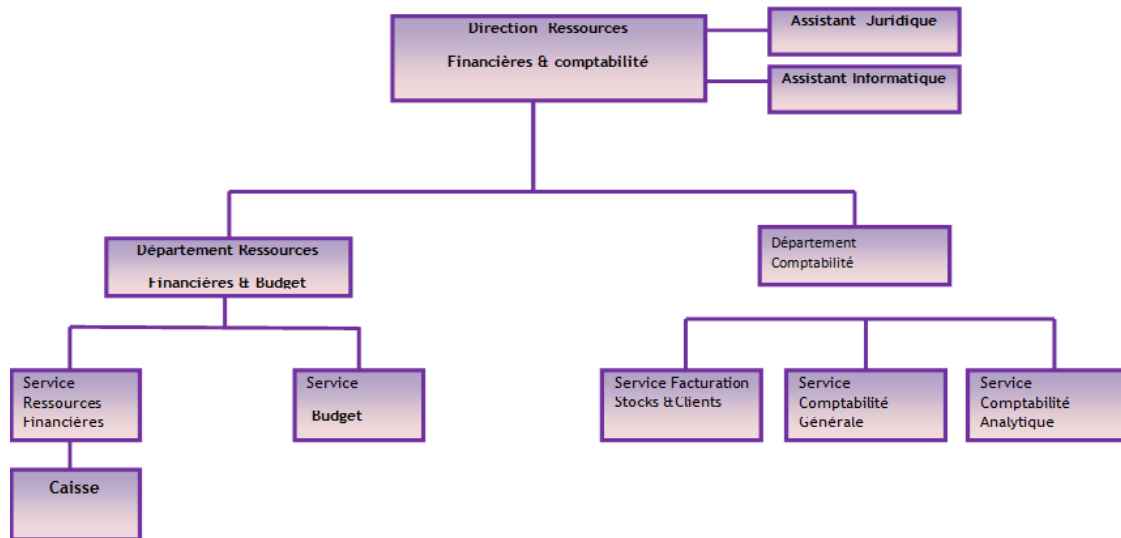 Direction Ressources
Financières & comptabilité
Assistant Juridique
Assistant Informatique
Département Ressources
Financières & Budget
Département
Comptabilité
Service
Ressources
Financières
Service
Budget
Service Facturation
Stocks &Clients
Service
Comptabilité
Générale
Service
Comptabilité
Analytique
Caisse